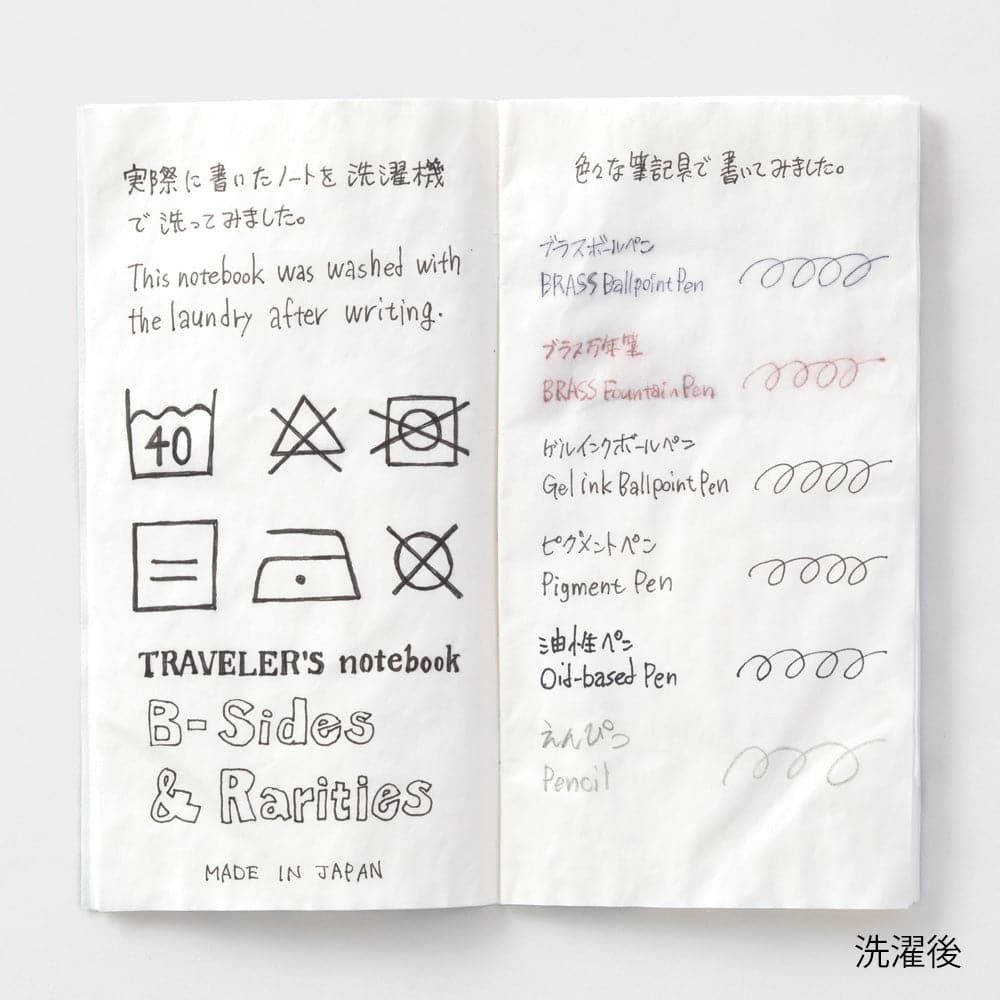 実際に書いたノートを洗濯機
で洗ってみました。
This notebook was washed with
the laundry after writing.
40
TRAVELER'S notebook
B-Sides
& Rarities
MADE IN JAPAN
色々な筆記具で書いてみました。
ブラスボールペン
BRASS Ballpoint Pen
ブラス万年筆
BRASS Fountain Pen
ゲルインクボールペン
Gel ink Ballpoint Pen
ピグメントペン
Pigment Pen
油性ペン
Oid-based Pen
えんぴつ
Pencil
洗濯後